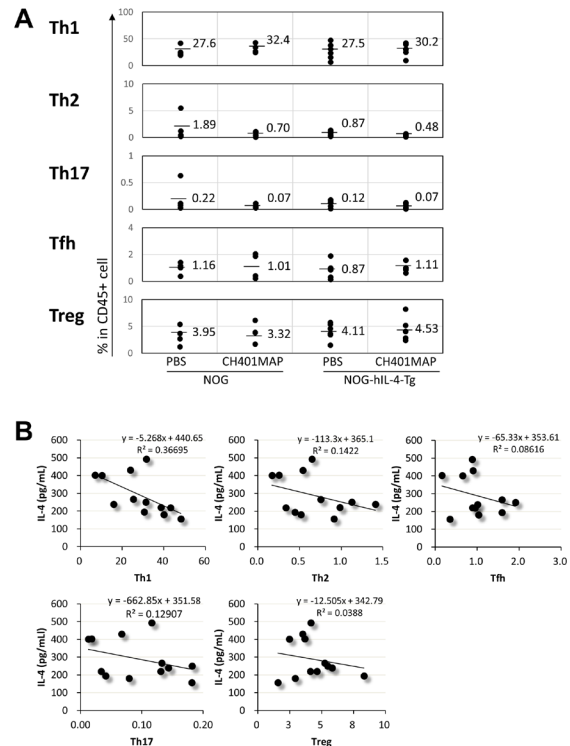 A
% in CD45+ cell
Th1
100
50
0
27.6
32.4
27.5
30.2
Th2
10
5
0
1.89
0.70
0.87
0.48
Th17
1
0.5
0
0.22
0.07
0.12
0.07
Tfh
4
2
0
1.16
1.01
0.87
1.11
Treg
10
5
0
3.95
3.32
4.11
4.53
PBS CH401MAP PBS CH401MAP
NOG NOG-hIL-4-Tg
B
y = -5.268x + 440.65
R² = 0.36695
IL-4 (pg/mL)
600
500
400
300
200
100
0
0 20 40 60
Th1
y = -113.3x + 365.1
R² = 0.1422
IL-4 (pg/mL)
600
500
400
300
200
100
0
0.0 0.5 1.0 1.5
Th2
y = -65.33x + 353.61
R² = 0.08616
IL-4 (pg/mL)
600
500
400
300
200
100
0
0.0 1.0 2.0 3.0
Tfh
y = -662.85x + 351.58
R² = 0.12907
IL-4 (pg/mL)
600
500
400
300
200
100
0
0.00 0.10 0.20
Th17
y = -12.505x + 342.79
R² = 0.0388
IL-4 (pg/mL)
600
500
400
300
200
100
0
0 3 5 8 10
Treg